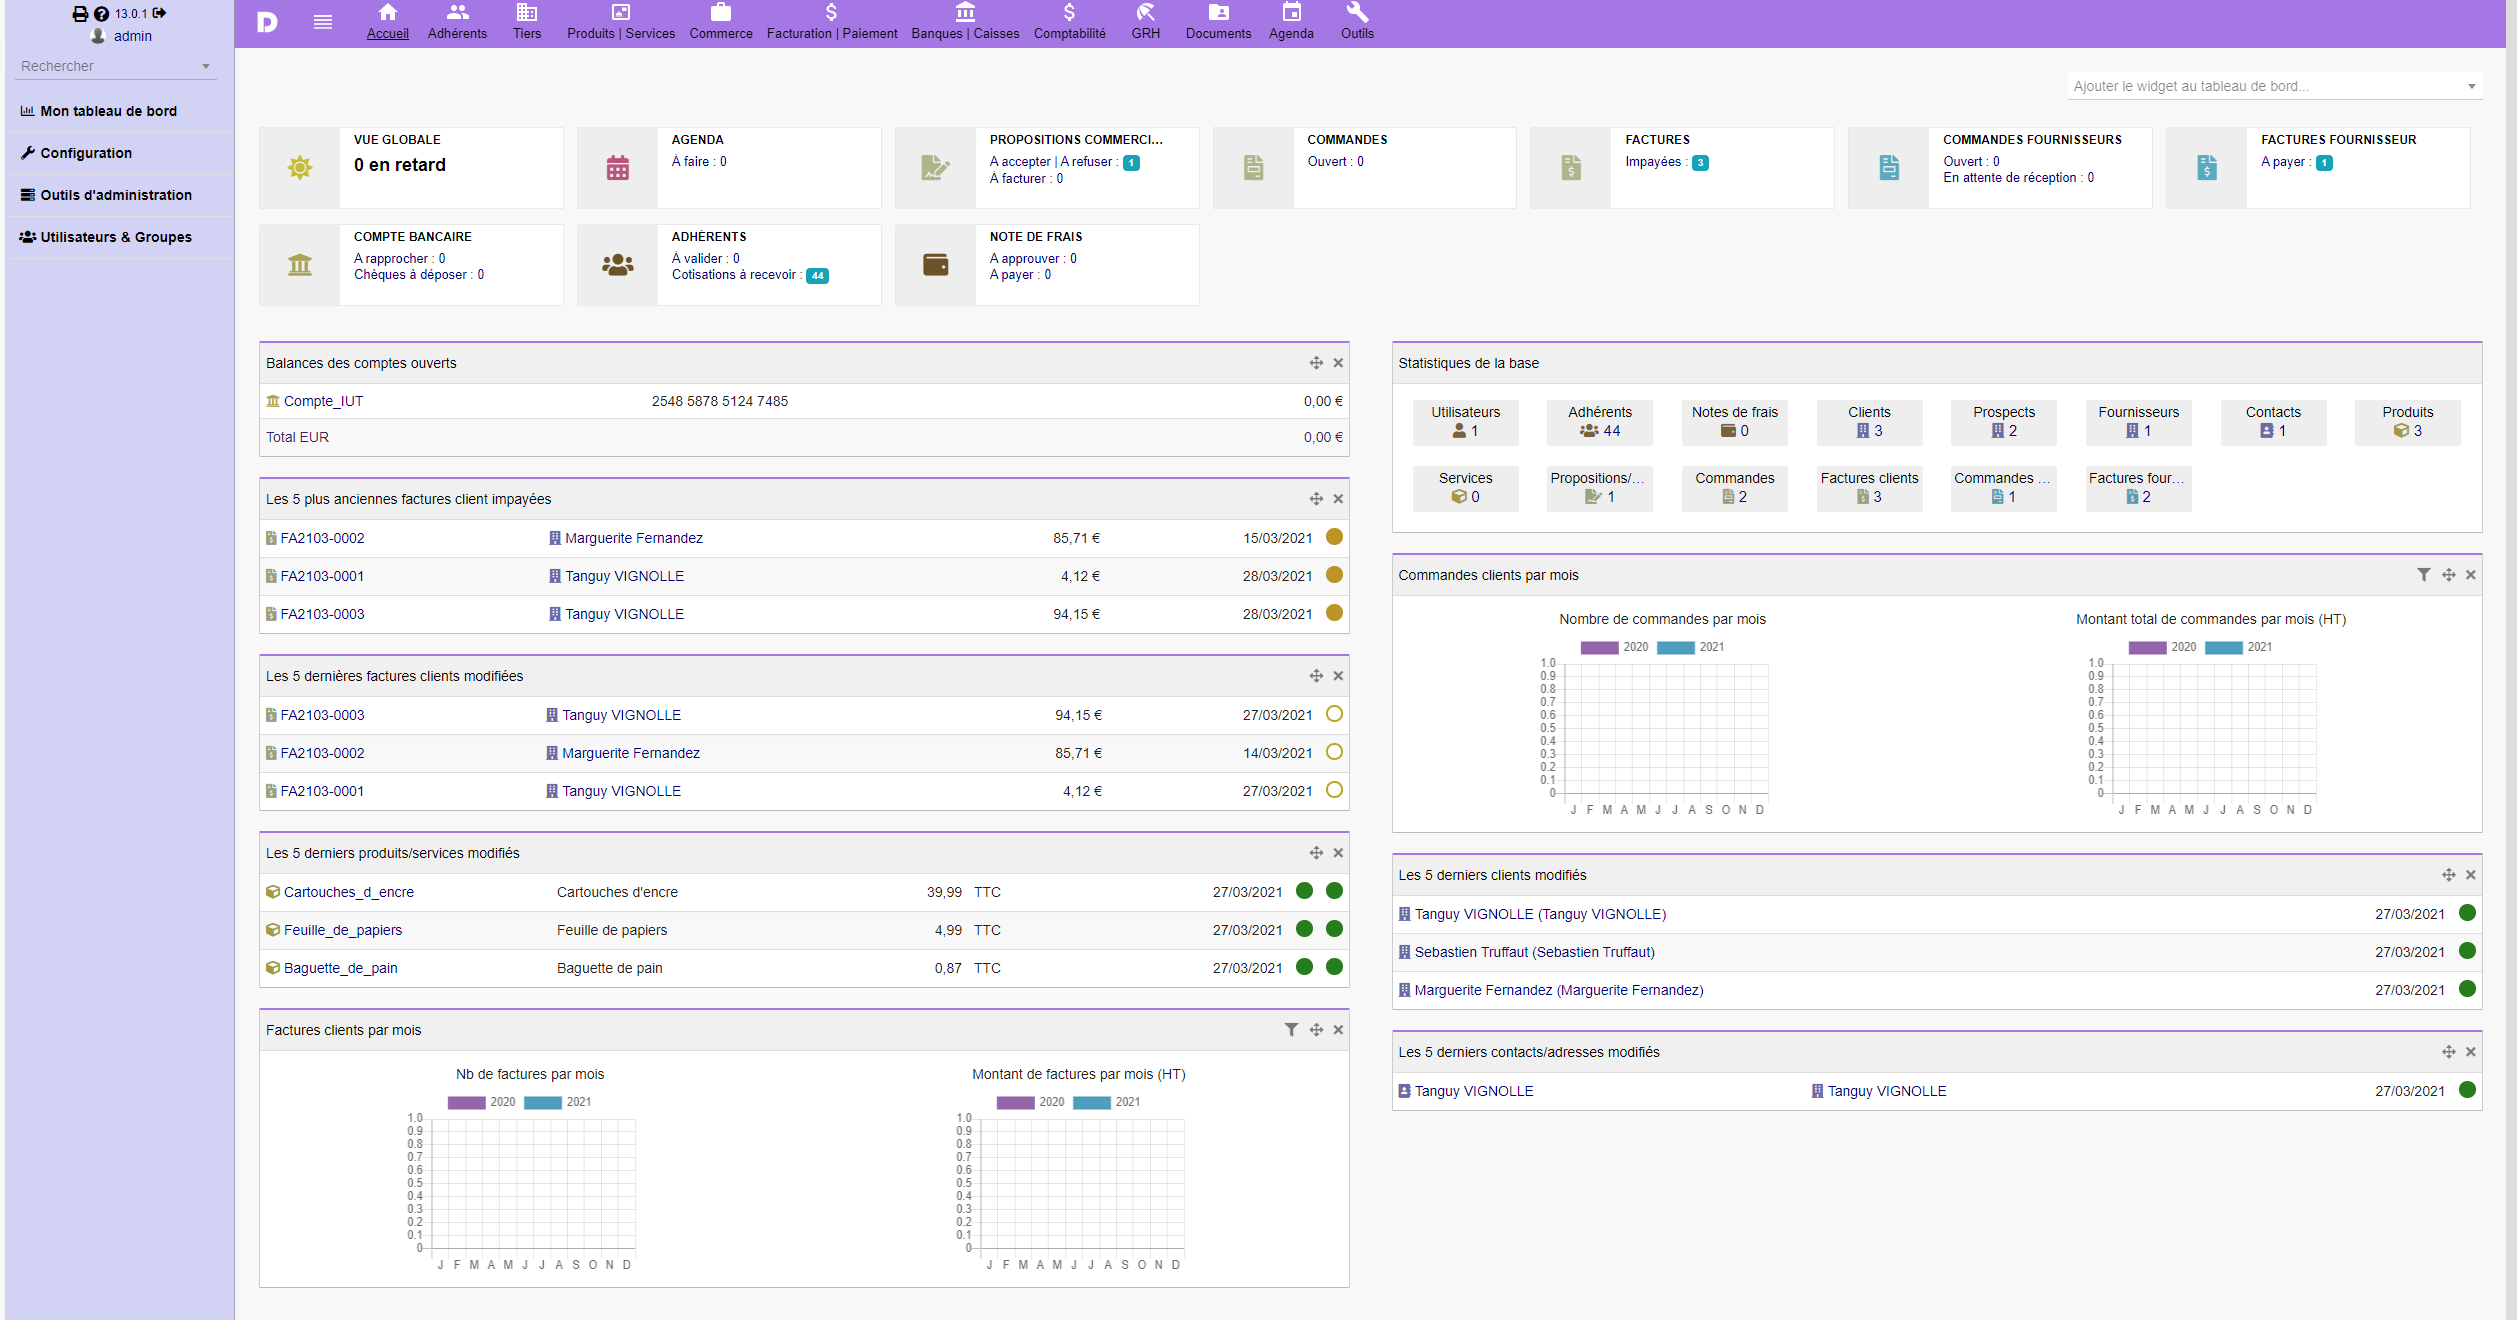 13.0.1
admin
Rechercher
Mon tableau de bord
Configuration
Outils d'administration
Utilisateurs & Groupes
D
Accueil Adhérents Tiers Produits | Services Commerce Facturation | Paiement Banques | Caisses Comptabilité GRH Documents Agenda Outils
Ajouter le widget au tableau de bord...
VUE GLOBALE
0 en retard
AGENDA
À faire : 0
PROPOSITIONS COMMERCI...
A accepter | A refuser : 1
À facturer : 0
COMMANDES
Ouvert : 0
FACTURES
Impayées : 3
COMMANDES FOURNISSEURS
Ouvert : 0
En attente de réception : 0
FACTURES FOURNISSEUR
A payer : 1
COMPTE BANCAIRE
A rapprocher : 0
Chèques à déposer : 0
ADHÉRENTS
À valider : 0
Cotisations à recevoir : 44
NOTE DE FRAIS
A approuver : 0
A payer : 0
Balances des comptes ouverts
Compte_IUT 2548 5878 5124 7485 0,00 €
Total EUR 0,00 €
Les 5 plus anciennes factures client impayées
FA2103-0002 Marguerite Fernandez 85,71 € 15/03/2021
FA2103-0001 Tanguy VIGNOLLE 4,12 € 28/03/2021
FA2103-0003 Tanguy VIGNOLLE 94,15 € 28/03/2021
Les 5 dernières factures clients modifiées
FA2103-0003 Tanguy VIGNOLLE 94,15 € 27/03/2021
FA2103-0002 Marguerite Fernandez 85,71 € 14/03/2021
FA2103-0001 Tanguy VIGNOLLE 4,12 € 27/03/2021
Les 5 derniers produits/services modifiés
Cartouches_d_encre Cartouches d'encre 39,99 TTC 27/03/2021
Feuille_de_papiers Feuille de papiers 4,99 TTC 27/03/2021
Baguette_de_pain Baguette de pain 0,87 TTC 27/03/2021
Factures clients par mois
Nb de factures par mois
2020 2021
1.0
0.9
0.8
0.7
0.6
0.5
0.4
0.3
0.2
0.1
0
J F M A M J J A S O N D
Montant de factures par mois (HT)
2020 2021
1.0
0.9
0.8
0.7
0.6
0.5
0.4
0.3
0.2
0.1
0
J F M A M J J A S O N D
Statistiques de la base
Utilisateurs Adhérents Notes de frais Clients Prospects Fournisseurs Contacts Produits
1 44 0 3 2 1 1 3
Services Propositions/... Commandes Factures clients Commandes ... Factures four...
0 1 2 3 1 2
Commandes clients par mois
Nombre de commandes par mois
2020 2021
1.0
0.9
0.8
0.7
0.6
0.5
0.4
0.3
0.2
0.1
0
J F M A M J J A S O N D
Montant total de commandes par mois (HT)
2020 2021
1.0
0.9
0.8
0.7
0.6
0.5
0.4
0.3
0.2
0.1
0
J F M A M J J A S O N D
Les 5 derniers clients modifiés
Tanguy VIGNOLLE (Tanguy VIGNOLLE) 27/03/2021
Sebastien Truffaut (Sebastien Truffaut) 27/03/2021
Marguerite Fernandez (Marguerite Fernandez) 27/03/2021
Les 5 derniers contacts/adresses modifiés
Tanguy VIGNOLLE Tanguy VIGNOLLE 27/03/2021